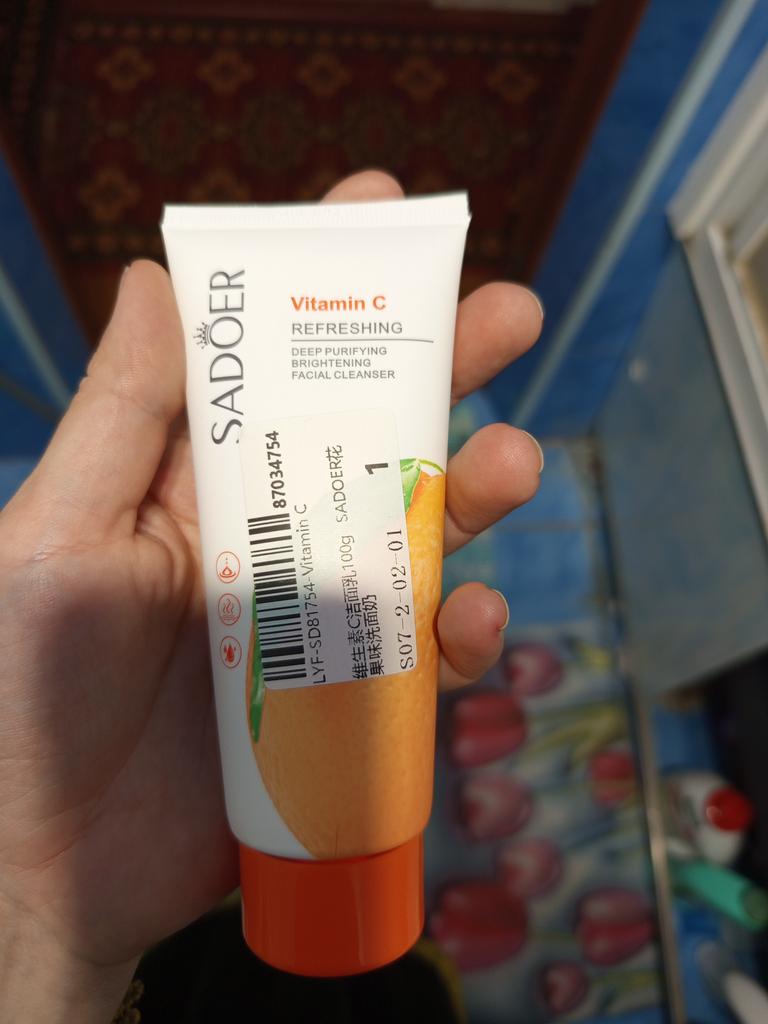 SADOER
Vitamin C
REFRESHING
DEEP PURIFYING
BRIGHTENING
FACIAL CLEANSER
87034754
LYF-SD81754-Vitamin C
维生素C洁面乳100g SADOER花
果味洗面奶
1
S07-2-02-01